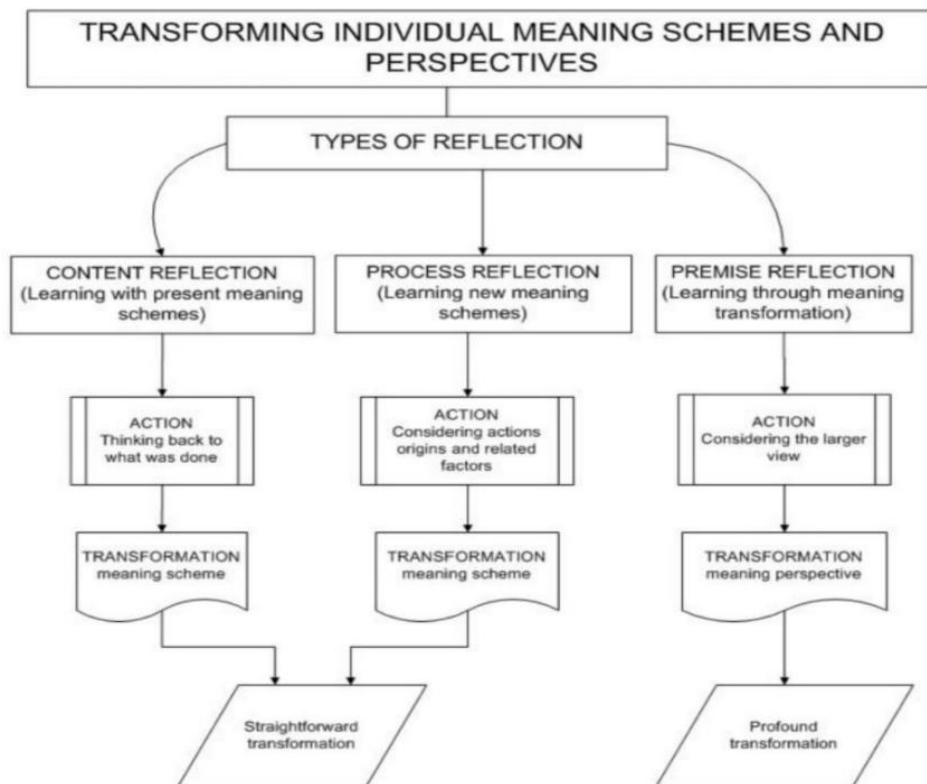 TRANSFORMING INDIVIDUAL MEANING SCHEMES AND
PERSPECTIVES
TYPES OF REFLECTION
CONTENT REFLECTION
(Learning with present meaning
schemes)
PROCESS REFLECTION
(Learning new meaning
schemes)
PREMISE REFLECTION
(Learning through meaning
transformation)
ACTION
Thinking back to
what was done
ACTION
Considering actions
origins and related
factors
ACTION
Considering the larger
view
TRANSFORMATION
meaning scheme
TRANSFORMATION
meaning scheme
TRANSFORMATION
meaning perspective
Straightforward
transformation
Profound
transformation